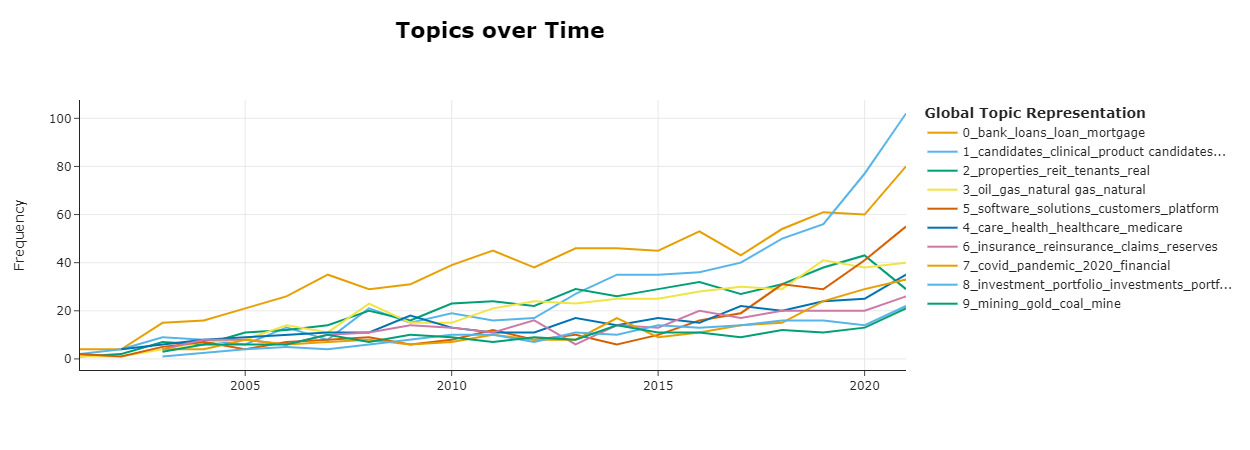 Topics over Time
Frequency
100
80
60
40
20
0
2005
2010
2015
2020
Global Topic Representation
0_bank_loans_loan_mortgage
1_candidates_clinical_product candidates...
2_properties_reit_tenants_real
3_oil_gas_natural gas_natural
5_software_solutions_customers_platform
4_care_health_healthcare_medicare
6_insurance_reinsurance_claims_reserves
7_covid_pandemic_2020_financial
8_investment_portfolio_investments_portf...
9_mining_gold_coal_mine